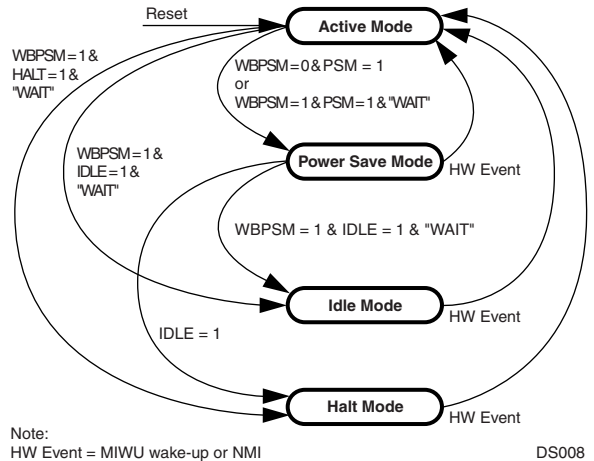 Reset
Active Mode
WBPSM = 1 &
HALT = 1 &
"WAIT"
WBPSM = 0 & PSM = 1
or
WBPSM = 1 & PSM = 1 & "WAIT"
WBPSM = 1 &
IDLE = 1 &
"WAIT"
Power Save Mode
HW Event
WBPSM = 1 & IDLE = 1 & "WAIT"
Idle Mode
HW Event
IDLE = 1
Halt Mode
HW Event
Note:
HW Event = MIWU wake-up or NMI
DS008